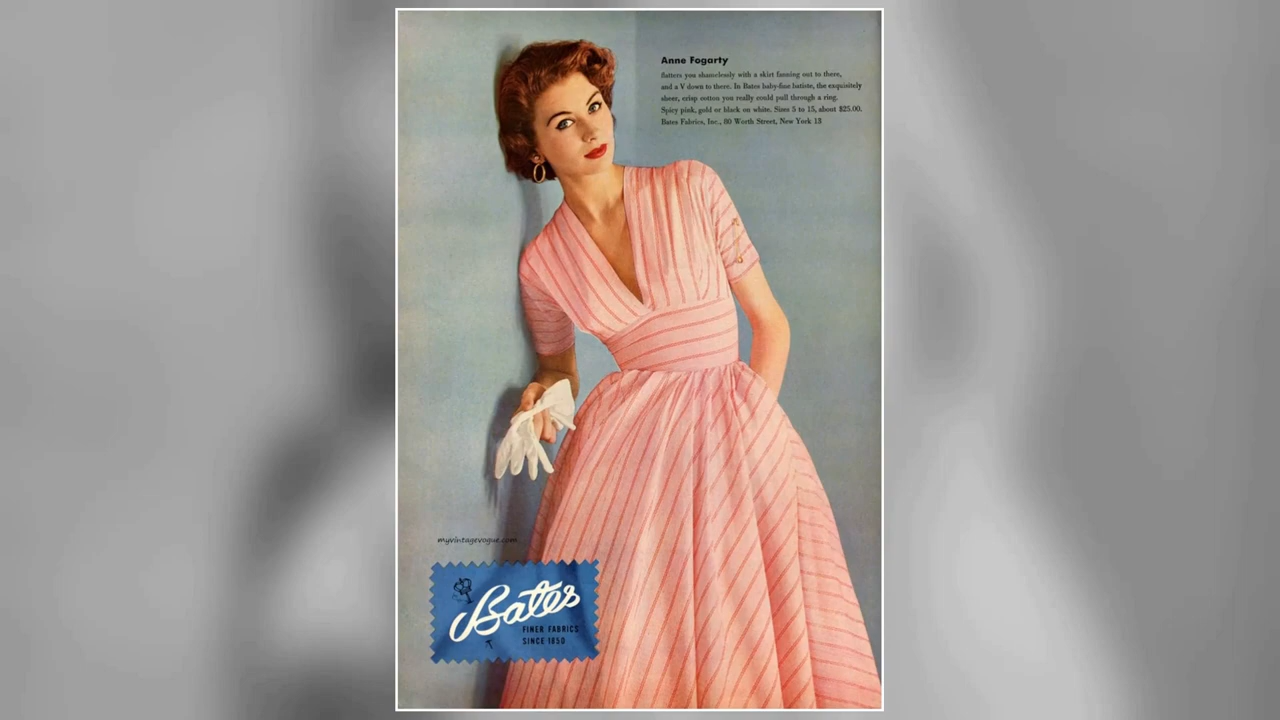 Anne Fogarty
flatters you shamelessly with a skirt fanning out to there,
and a V down to there. In Bates baby-fine batiste, the exquisitely
sheer, crisp cotton you really could pull through a ring.
Spicy pink, gold or black on white. Sizes 5 to 15, about $25.00.
Bates Fabrics, Inc., 80 Worth Street, New York 13
myvintagevogue.com
Bates
FINER FABRICS
SINCE 1850